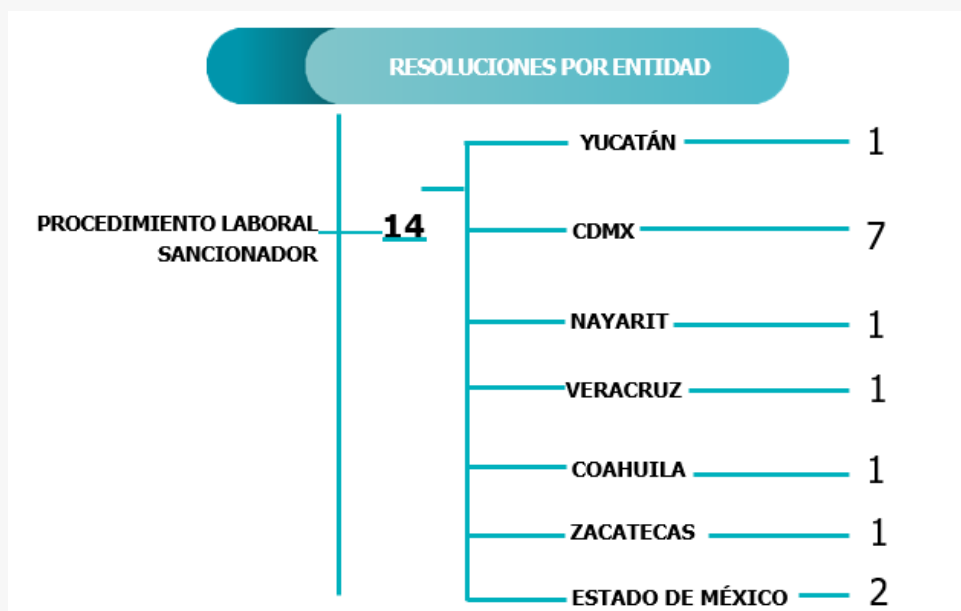 RESOLUCIONES POR ENTIDAD
PROCEDIMIENTO LABORAL
SANCIONADOR
14
YUCATÁN 1
CDMX 7
NAYARIT 1
VERACRUZ 1
COAHUILA 1
ZACATECAS 1
ESTADO DE MÉXICO 2